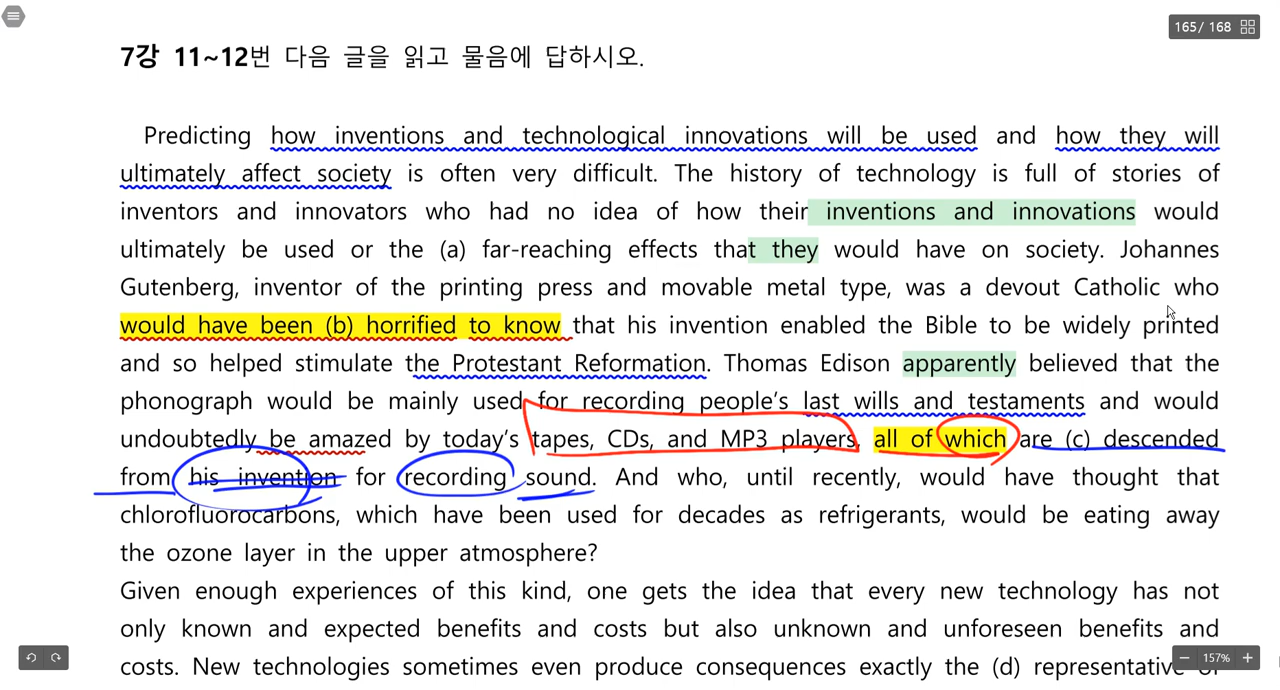 165/ 168
7강 11~12번 다음 글을 읽고 물음에 답하시오.
Predicting how inventions and technological innovations will be used and how they will
ultimately affect society is often very difficult. The history of technology is full of stories of
inventors and innovators who had no idea of how their inventions and innovations would
ultimately be used or the (a) far-reaching effects that they would have on society. Johannes
Gutenberg, inventor of the printing press and movable metal type, was a devout Catholic who
would have been (b) horrified to know that his invention enabled the Bible to be widely printed
and so helped stimulate the Protestant Reformation. Thomas Edison apparently believed that the
phonograph would be mainly used for recording people's last wills and testaments and would
undoubtedly be amazed by today's tapes, CDs, and MP3 players, all of which are (c) descended
from his invention for recording sound. And who, until recently, would have thought that
chlorofluorocarbons, which have been used for decades as refrigerants, would be eating away
the ozone layer in the upper atmosphere?
Given enough experiences of this kind, one gets the idea that every new technology has not
only known and expected benefits and costs but also unknown and unforeseen benefits and
costs. New technologies sometimes even produce consequences exactly the (d) representative of
157%